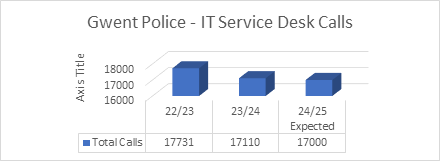 Gwent Police - IT Service Desk Calls
Axis Title
18000
17000
16000
22/23 23/24 24/25
Expected
Total Calls 17731 17110 17000